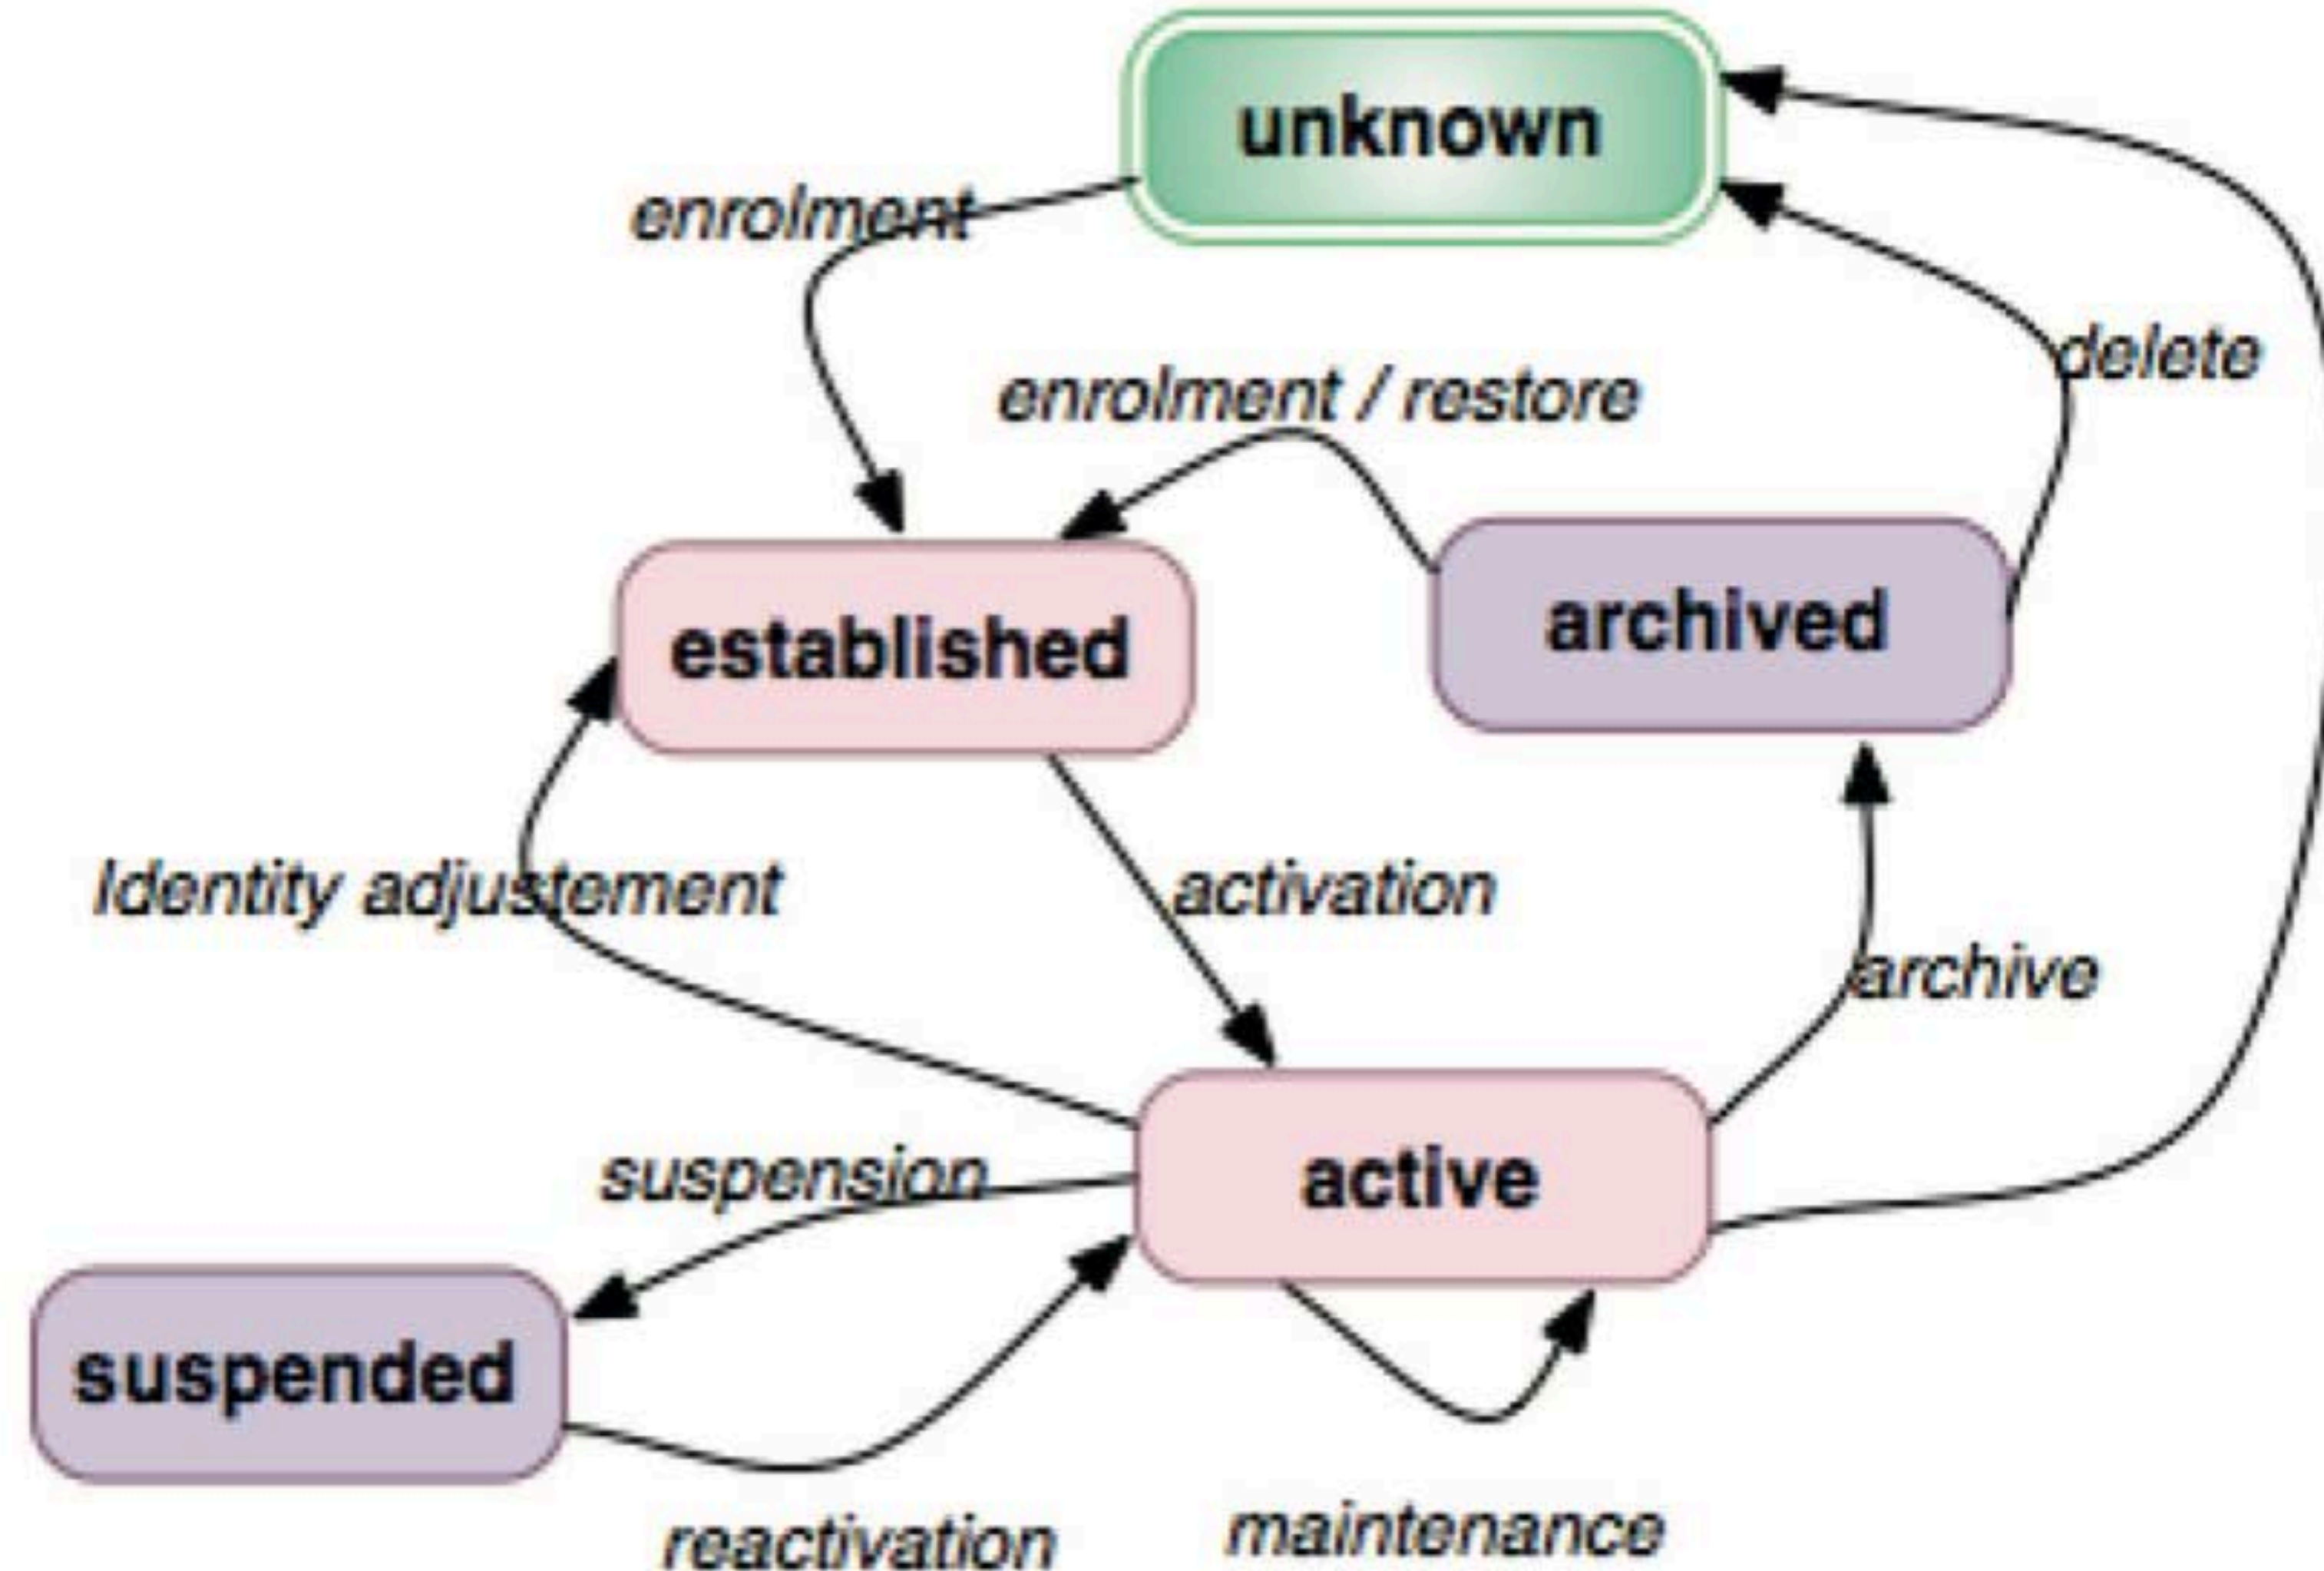 unknown
enrolment
delete
enrolment / restore
archived
established
Identity adjustement
activation
archive
suspension
active
suspended
reactivation
maintenance